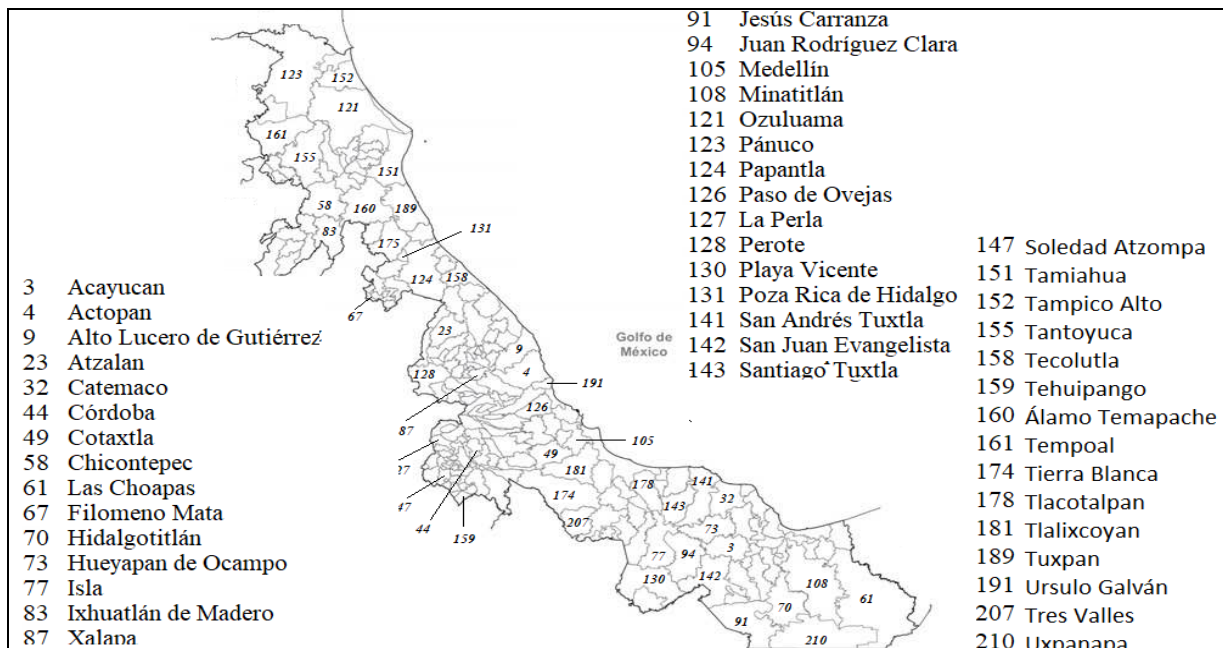 3 Acayucan
4 Actopan
9 Alto Lucero de Gutiérrez
23 Atzalan
32 Catemaco
44 Córdoba
49 Cotaxtla
58 Chicontepec
61 Las Choapas
67 Filomeno Mata
70 Hidalgotitlán
73 Hueyapan de Ocampo
77 Isla
83 Ixhuatlán de Madero
87 Xalapa
123
152
121
161
155
151
58
160
189
83
175
131
124
158
67
23
9
128
4
191
126
87
105
49
27
181
47
174
178
141
32
143
44
159
207
73
77
94
3
130
142
108
61
70
91
210
Golfo de
México
91 Jesús Carranza
94 Juan Rodríguez Clara
105 Medellín
108 Minatitlán
121 Ozuluama
123 Pánuco
124 Papantla
126 Paso de Ovejas
127 La Perla
128 Perote
130 Playa Vicente
131 Poza Rica de Hidalgo
141 San Andrés Tuxtla
142 San Juan Evangelista
143 Santiago Tuxtla
147 Soledad Atzompa
151 Tamiahua
152 Tampico Alto
155 Tantoyuca
158 Tecolutla
159 Tehuipango
160 Álamo Temapache
161 Tempoal
174 Tierra Blanca
178 Tlacotalpan
181 Tlalixcoyan
189 Tuxpan
191 Ursulo Galván
207 Tres Valles
210 Uxpanapa